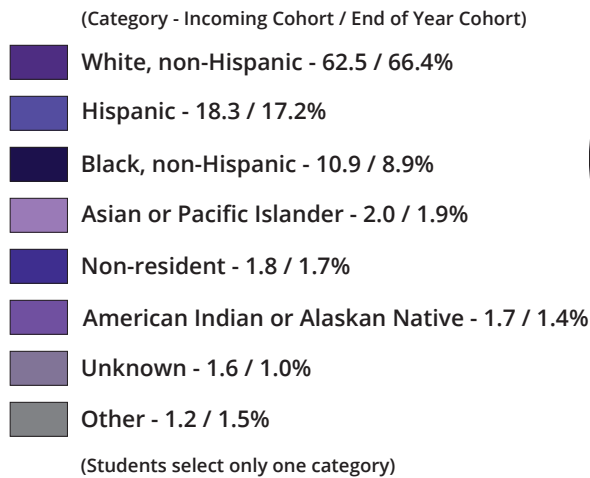 (Category - Incoming Cohort / End of Year Cohort)
White, non-Hispanic - 62.5 / 66.4%
Hispanic - 18.3 / 17.2%
Black, non-Hispanic - 10.9 / 8.9%
Asian or Pacific Islander - 2.0 / 1.9%
Non-resident - 1.8 / 1.7%
American Indian or Alaskan Native - 1.7 / 1.4%
Unknown - 1.6 / 1.0%
Other - 1.2 / 1.5%
(Students select only one category)